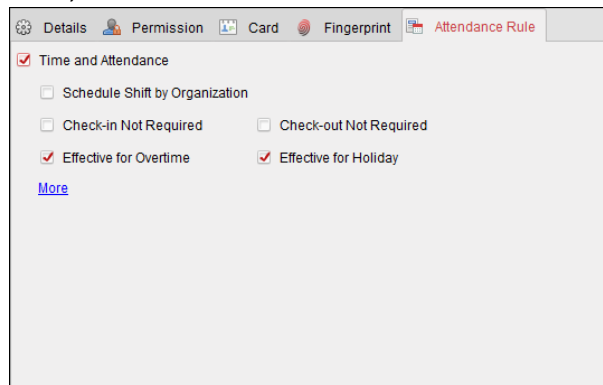 Details Permission Card Fingerprint Attendance Rule
Time and Attendance
Schedule Shift by Organization
Check-in Not Required Check-out Not Required
Effective for Overtime Effective for Holiday
More